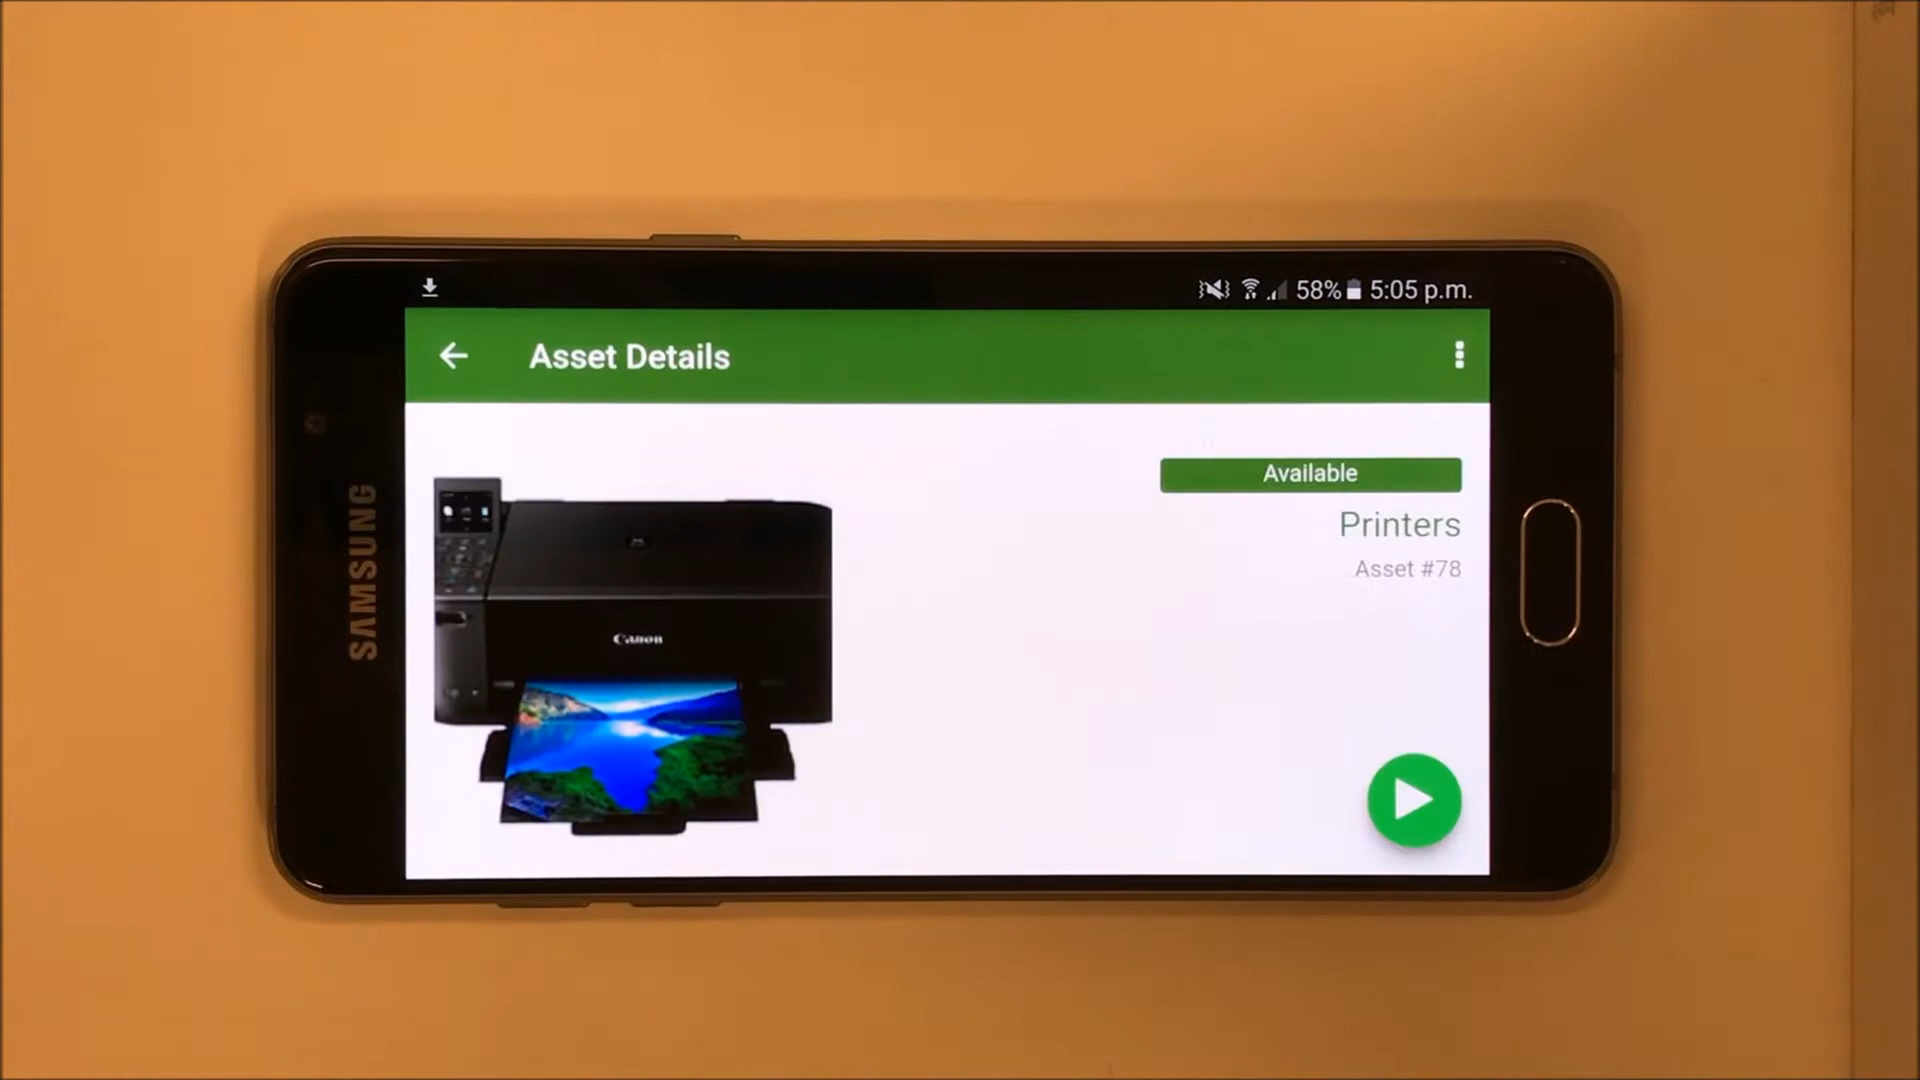 58% 5:05 p.m.
Asset Details
Available
Printers
Asset #78
Canon
SAMSUNG